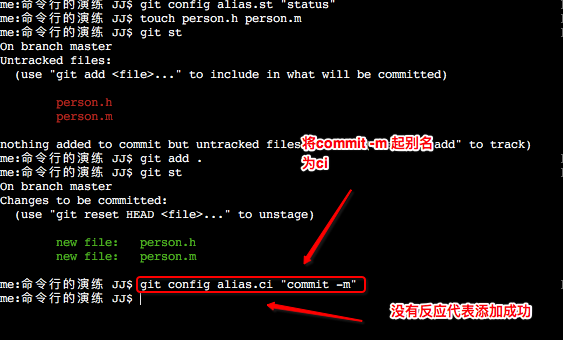 me:命令行的演练 JJ$ git config alias.st "status"
me:命令行的演练 JJ$ touch person.h person.m
me:命令行的演练 JJ$ git st
On branch master
Untracked files:
(use "git add <file>..." to include in what will be committed)
person.h
person.m
nothing added to commit but untracked files add" to track)
将commit -m 起别名
为ci
me:命令行的演练 JJ$ git add .
me:命令行的演练 JJ$ git st
On branch master
Changes to be committed:
(use "git reset HEAD <file>..." to unstage)
new file: person.h
new file: person.m
me:命令行的演练 JJ$ git config alias.ci "commit -m"
me:命令行的演练 JJ$
没有反应代表添加成功